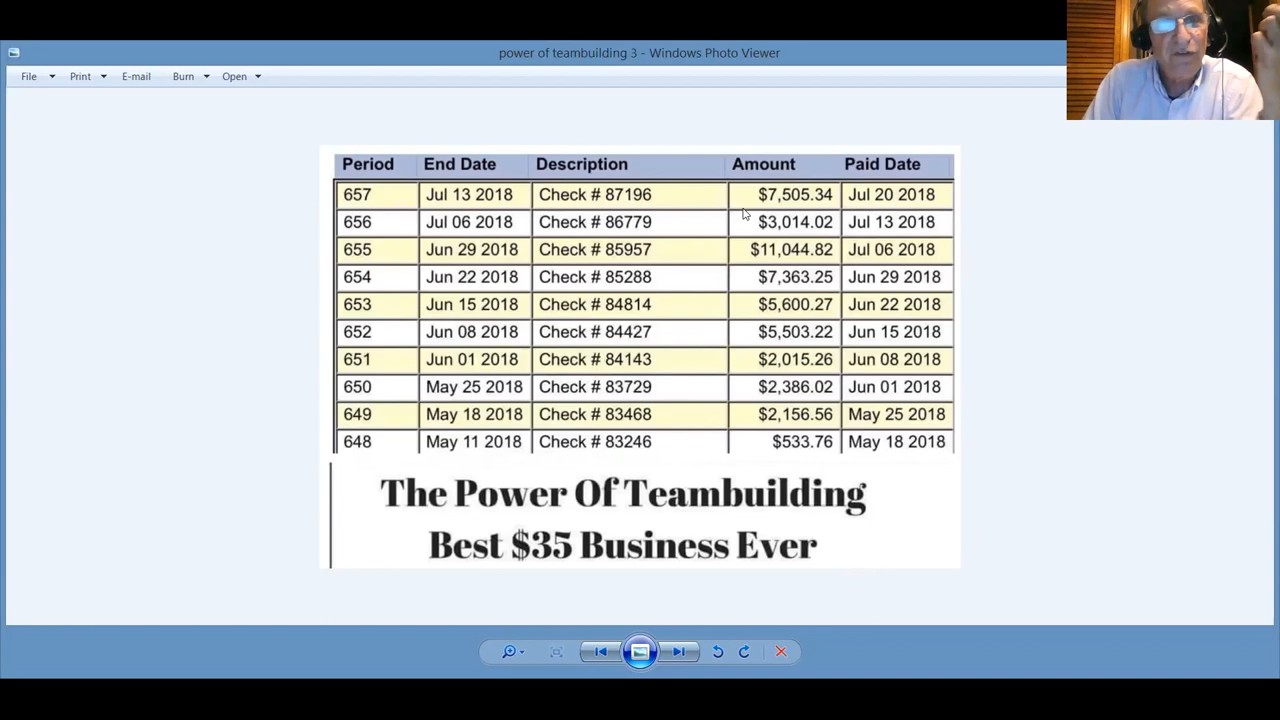 power of teambuilding 3 - Windows Photo Viewer
File Print E-mail Burn Open
Period End Date Description Amount Paid Date
657 Jul 13 2018 Check # 87196 $7,505.34 Jul 20 2018
656 Jul 06 2018 Check # 86779 $3,014.02 Jul 13 2018
655 Jun 29 2018 Check # 85957 $11,044.82 Jul 06 2018
654 Jun 22 2018 Check # 85288 $7,363.25 Jun 29 2018
653 Jun 15 2018 Check # 84814 $5,600.27 Jun 22 2018
652 Jun 08 2018 Check # 84427 $5,503.22 Jun 15 2018
651 Jun 01 2018 Check # 84143 $2,015.26 Jun 08 2018
650 May 25 2018 Check # 83729 $2,386.02 Jun 01 2018
649 May 18 2018 Check # 83468 $2,156.56 May 25 2018
648 May 11 2018 Check # 83246 $533.76 May 18 2018
The Power Of Teambuilding
Best $35 Business Ever